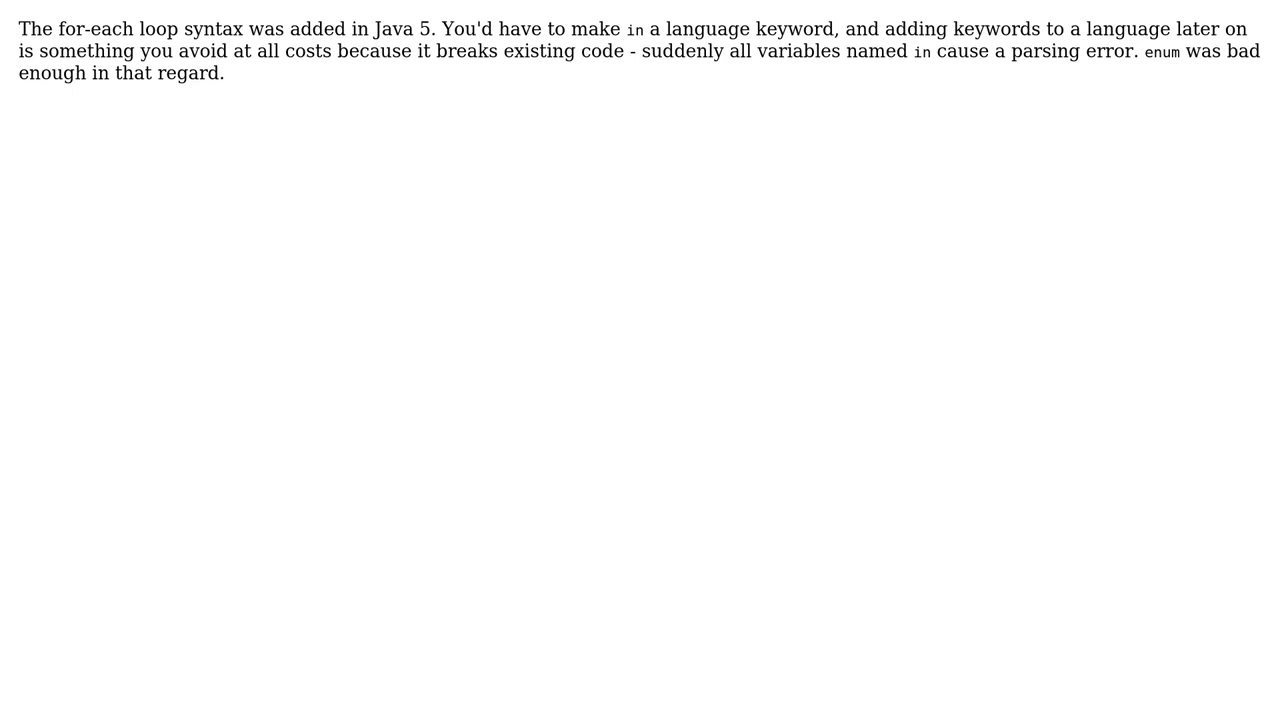 The for-each loop syntax was added in Java 5. You'd have to make in a language keyword, and adding keywords to a language later on
is something you avoid at all costs because it breaks existing code - suddenly all variables named in cause a parsing error. enum was bad
enough in that regard.